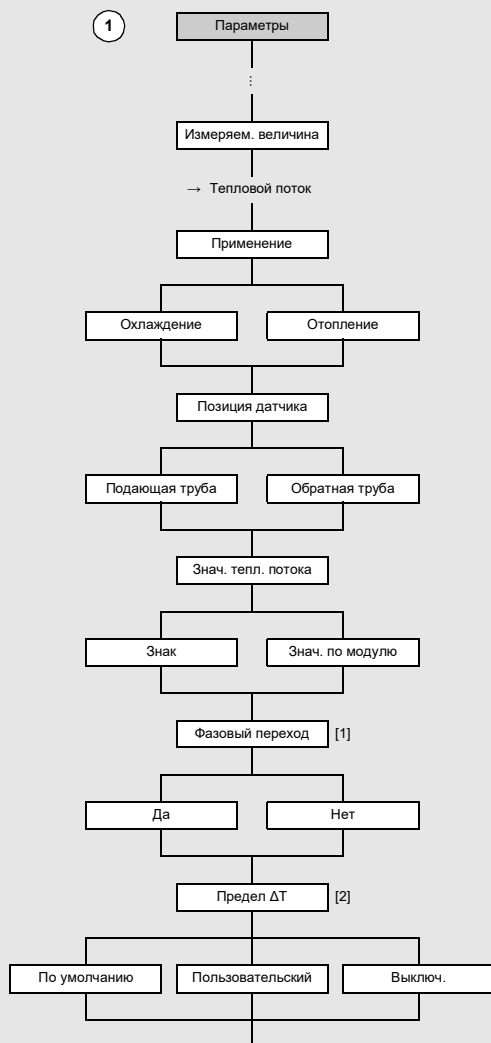 1
Параметры
⋮
Измеряем. величина
→ Тепловой поток
Применение
Охлаждение
Отопление
Позиция датчика
Подающая труба
Обратная труба
Знач. тепл. потока
Знак
Знач. по модулю
Фазовый переход [1]
Да
Нет
Предел ΔT [2]
По умолчанию
Пользовательский
Выключ.